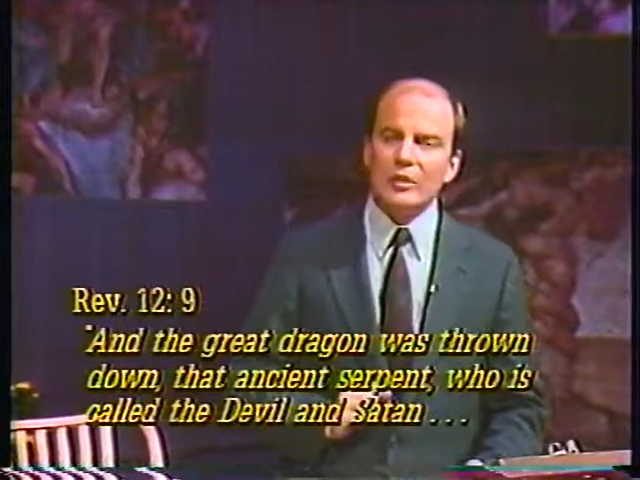 Rev. 12:9
"And the great dragon was thrown
down, that ancient serpent, who is
called the Devil and Satan...